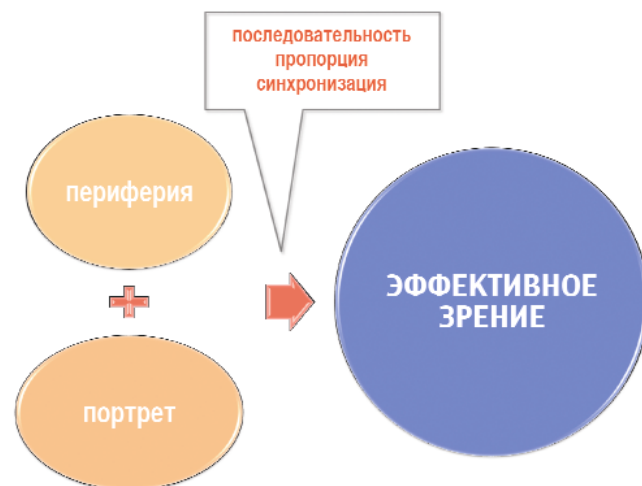 последовательность
пропорция
синхронизация
периферия
портрет
ЭФФЕКТИВНОЕ
ЗРЕНИЕ